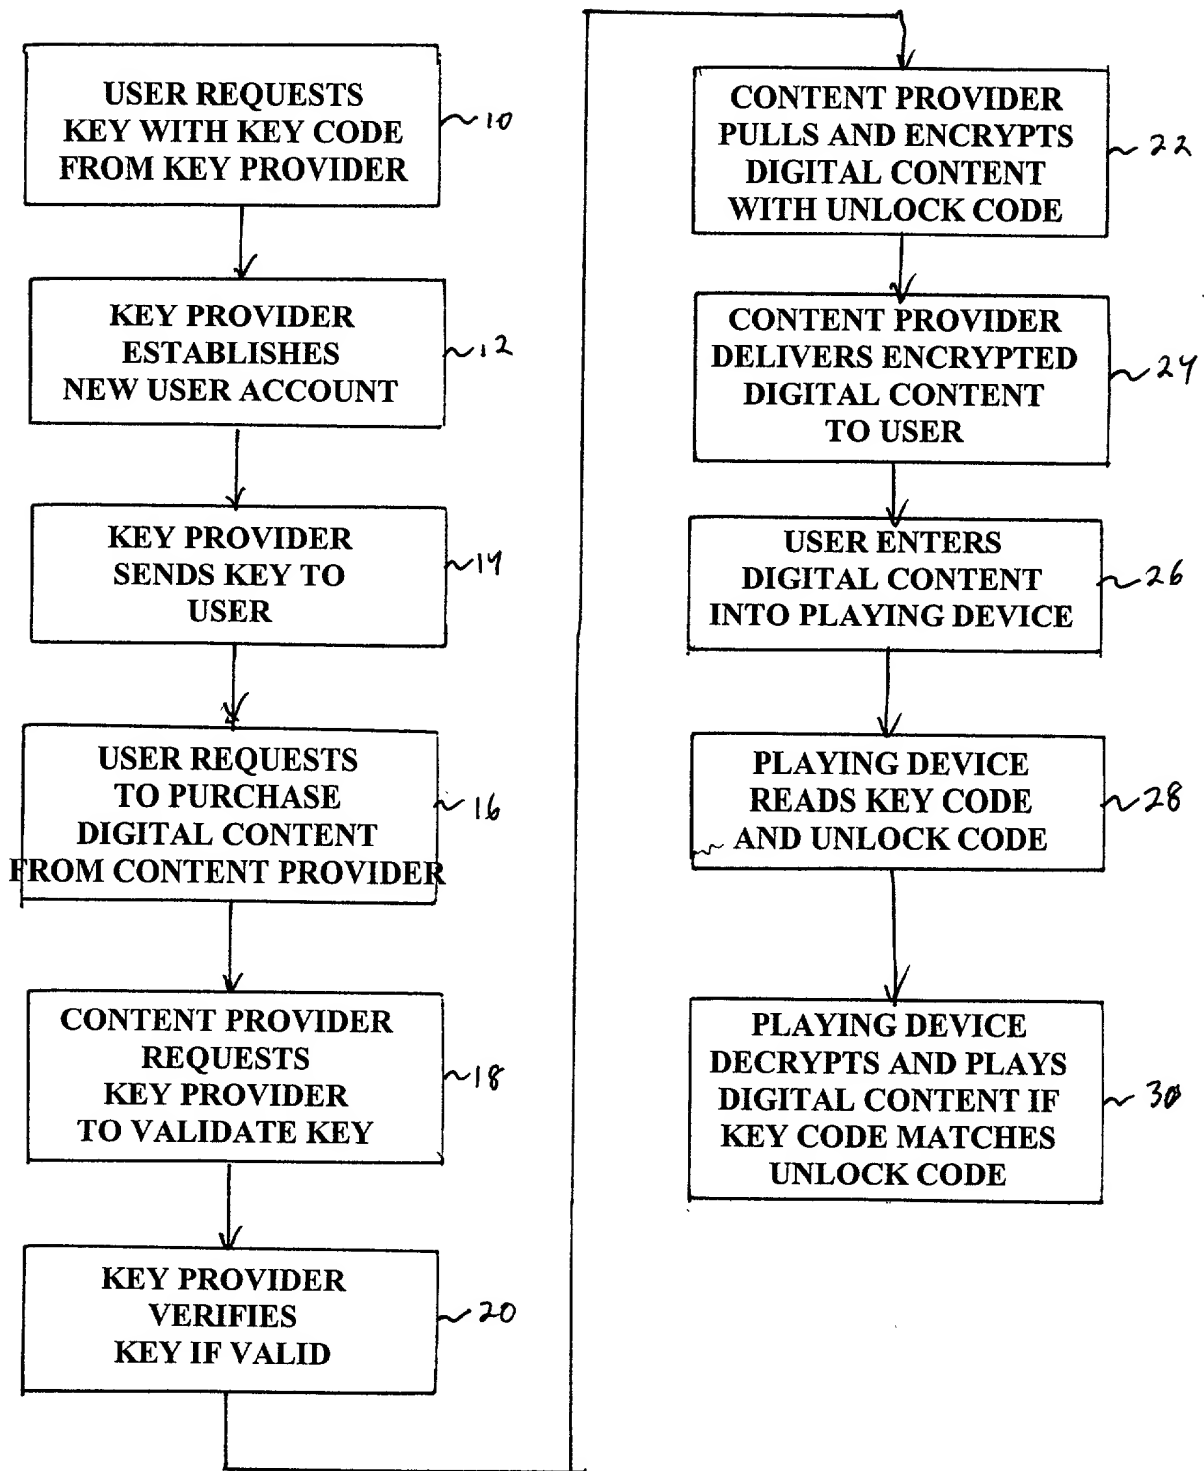 USER REQUESTS
KEY WITH KEY CODE
FROM KEY PROVIDER
10
KEY PROVIDER
ESTABLISHES
NEW USER ACCOUNT
12
KEY PROVIDER
SENDS KEY TO
USER
14
USER REQUESTS
TO PURCHASE
DIGITAL CONTENT
FROM CONTENT PROVIDER
16
CONTENT PROVIDER
REQUESTS
KEY PROVIDER
TO VALIDATE KEY
18
KEY PROVIDER
VERIFIES
KEY IF VALID
20
CONTENT PROVIDER
PULLS AND ENCRYPTS
DIGITAL CONTENT
WITH UNLOCK CODE
22
CONTENT PROVIDER
DELIVERS ENCRYPTED
DIGITAL CONTENT
TO USER
24
USER ENTERS
DIGITAL CONTENT
INTO PLAYING DEVICE
26
PLAYING DEVICE
READS KEY CODE
AND UNLOCK CODE
28
PLAYING DEVICE
DECRYPTS AND PLAYS
DIGITAL CONTENT IF
KEY CODE MATCHES
UNLOCK CODE
30